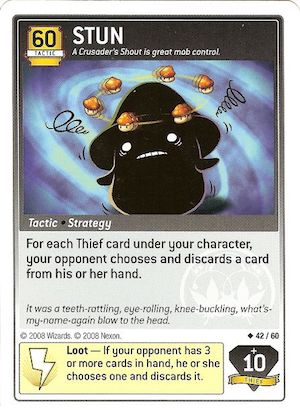 60
TACTIC
STUN
A Crusader's Shout is great mob control.
Tactic • Strategy
For each Thief card under your character,
your opponent chooses and discards a card
from his or her hand.
It was a teeth-rattling, eye-rolling, knee-buckling, what's-
my-name-again blow to the head.
© 2008 Wizards. © 2008 Nexon.
◆ 42 / 60
Loot — If your opponent has 3
or more cards in hand, he or she
chooses one and discards it.
+
10
THIEF